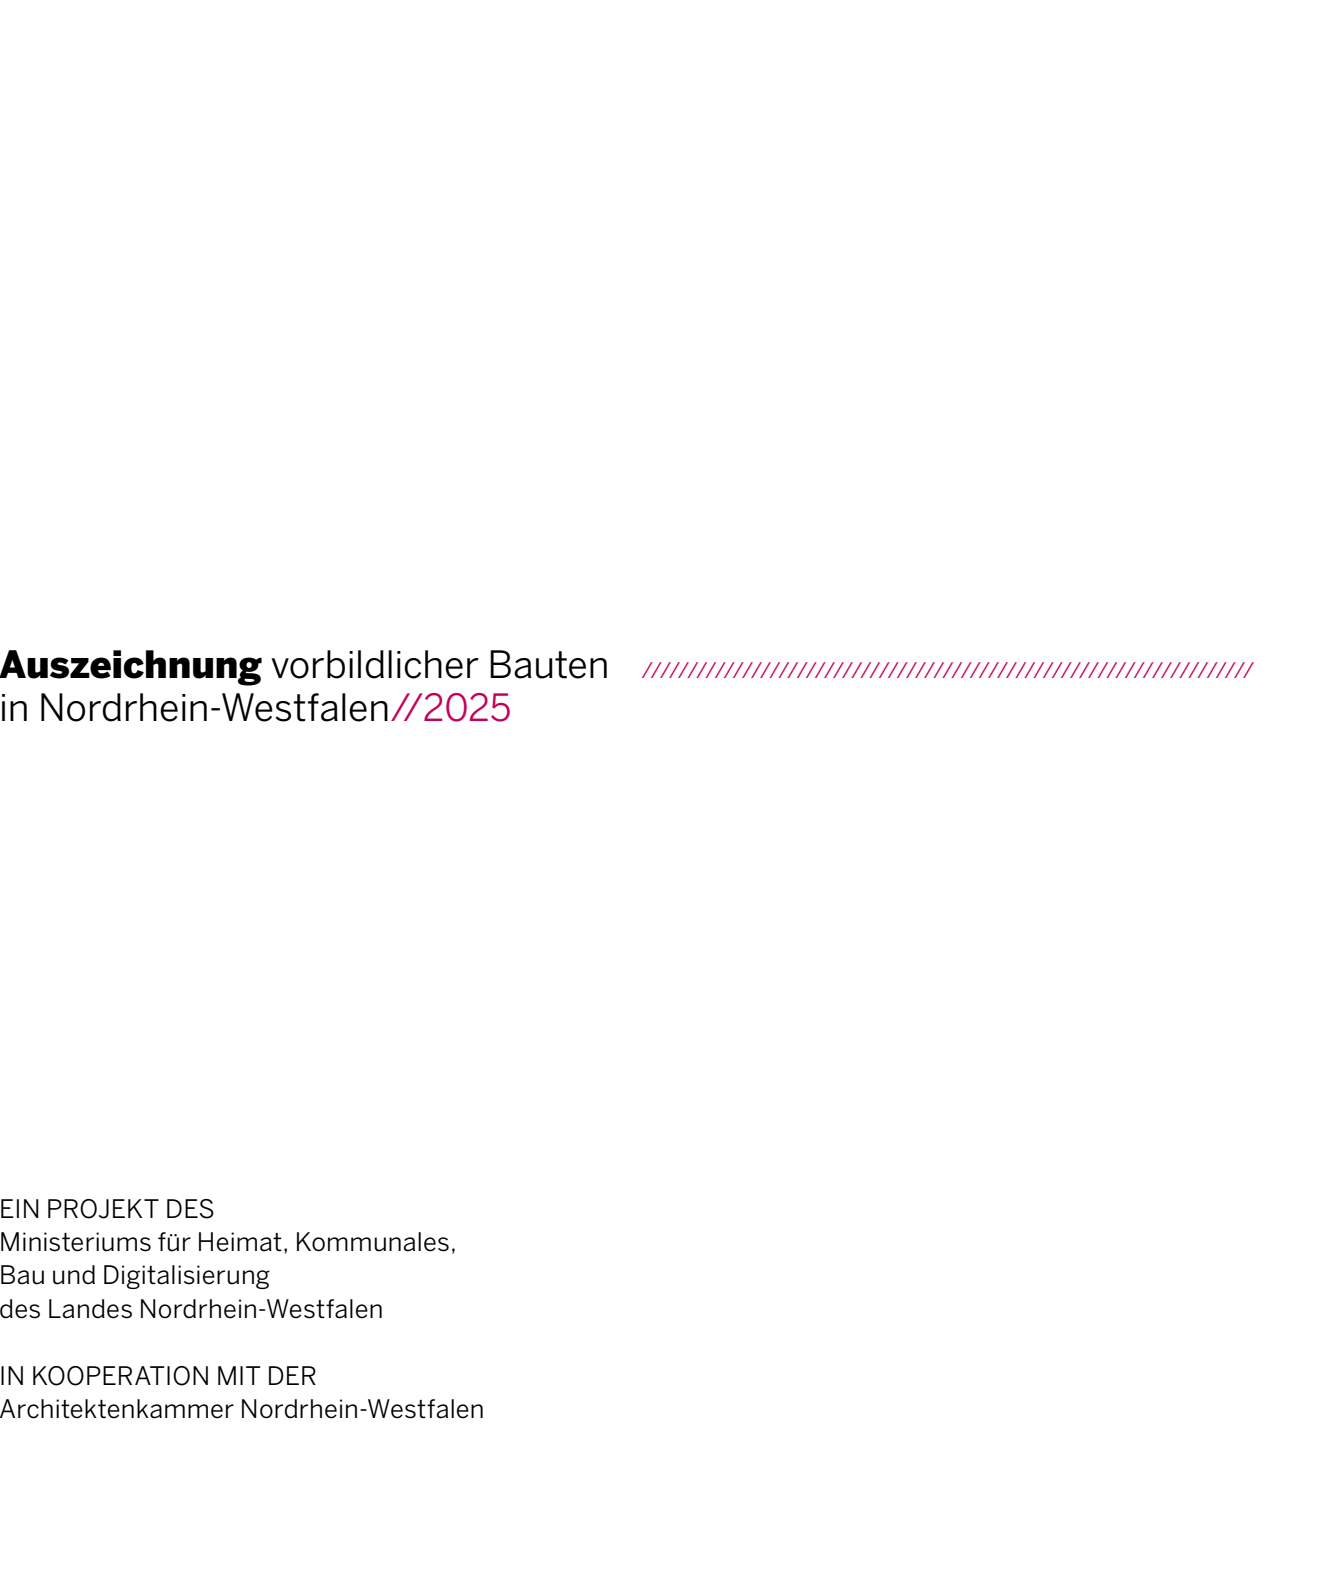 Auszeichnung vorbildlicher Bauten ////////////////////////////////////////////////////////////////////
in Nordrhein-Westfalen//2025
EIN PROJEKT DES
Ministeriums für Heimat, Kommunales,
Bau und Digitalisierung
des Landes Nordrhein-Westfalen
IN KOOPERATION MIT DER
Architektenkammer Nordrhein-Westfalen